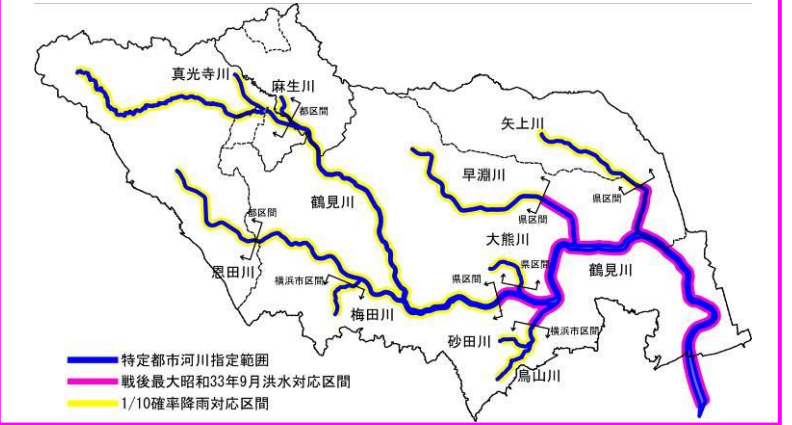 真光寺川
麻生川
都区間
矢上川
早淵川
県区間
県区間
鶴見川
都区間
大熊川
県区間
恩田川
県区間
鶴見川
横浜市区間
梅田川
砂田川
横浜市区間
鳥山川
特定都市河川指定範囲
戦後最大昭和33年9月洪水対応区間
1/10確率降雨対応区間